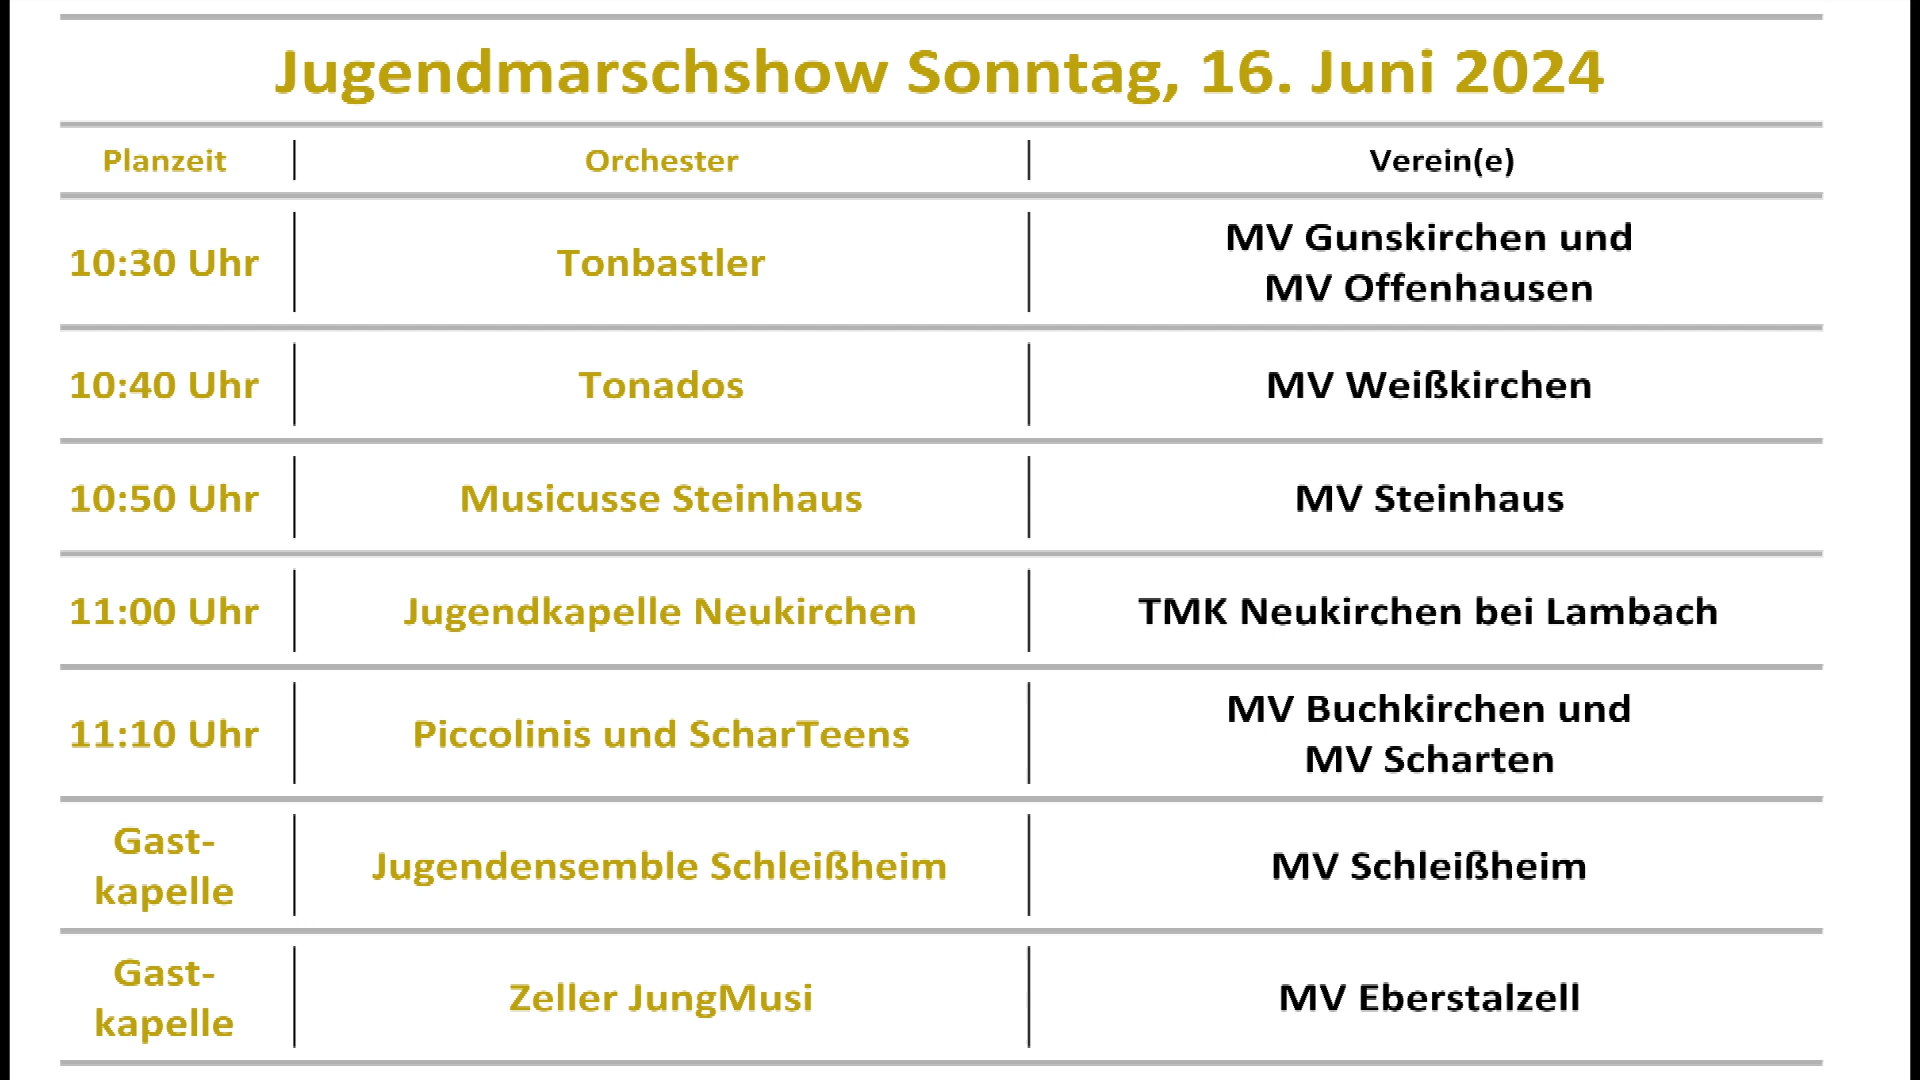 Jugendmarschshow Sonntag, 16. Juni 2024
Planzeit Orchester Verein(e)
10:30 Uhr Tonbastler MV Gunskirchen und
MV Offenhausen
10:40 Uhr Tonados MV Weißkirchen
10:50 Uhr Musicusse Steinhaus MV Steinhaus
11:00 Uhr Jugendkapelle Neukirchen TMK Neukirchen bei Lambach
11:10 Uhr Piccolinis und ScharTeens MV Buchkirchen und
MV Scharten
Gast-
kapelle Jugendensemble Schleißheim MV Schleißheim
Gast-
kapelle Zeller JungMusi MV Eberstalzell